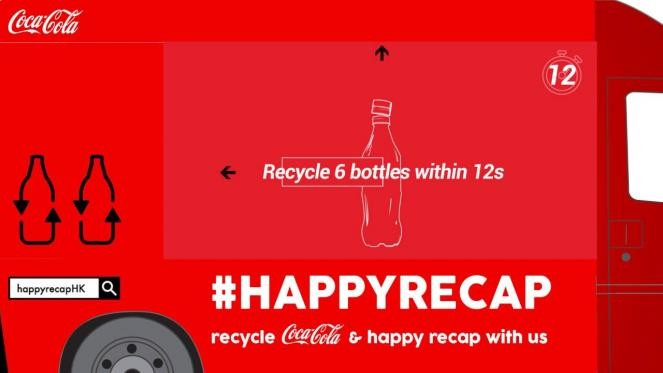 Coca-Cola
12
Recycle 6 bottles within 12s
happyrecapHK
#HAPPYRECAP
recycle Coca-Cola & happy recap with us